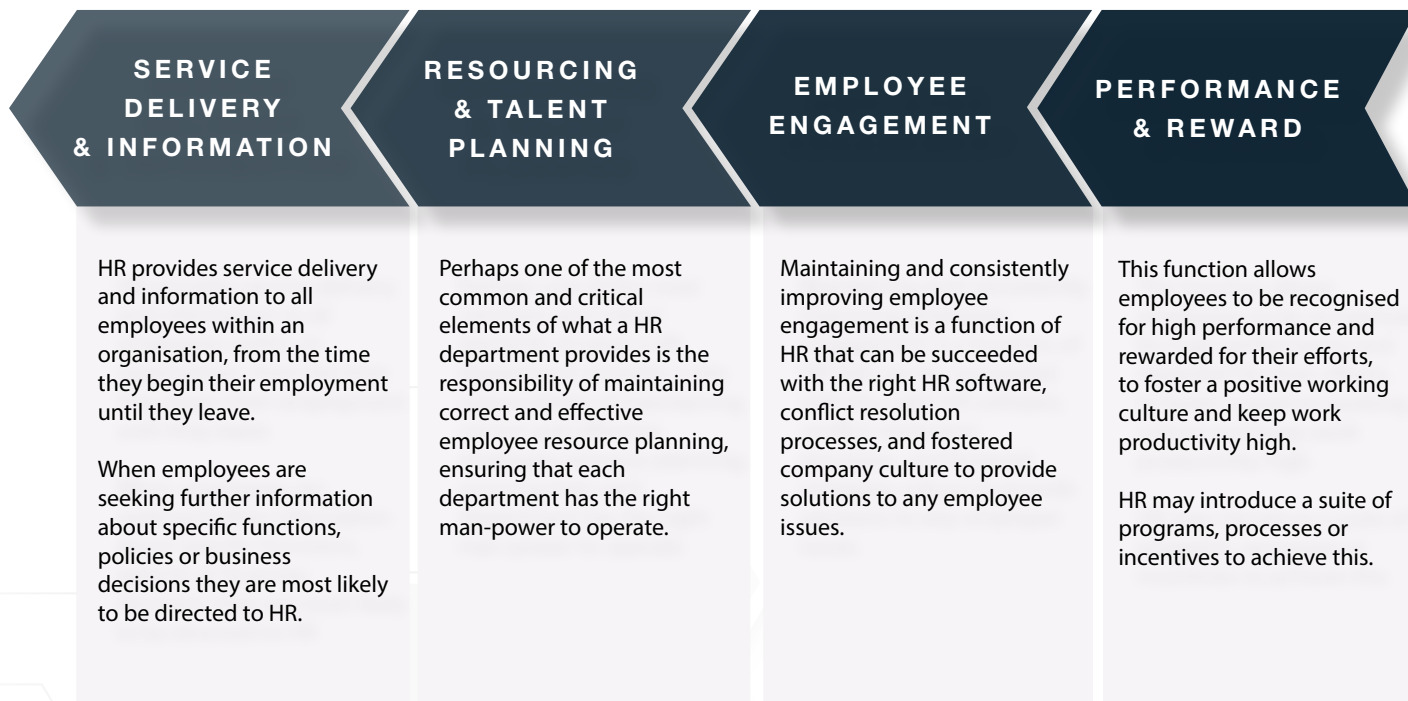 SERVICE
DELIVERY
& INFORMATION
HR provides service delivery
and information to all
employees within an
organisation, from the time
they begin their employment
until they leave.
When employees are
seeking further information
about specific functions,
policies or business
decisions they are most likely
to be directed to HR.
RESOURCING
& TALENT
PLANNING
Perhaps one of the most
common and critical
elements of what a HR
department provides is the
responsibility of maintaining
correct and effective
employee resource planning,
ensuring that each
department has the right
man-power to operate.
EMPLOYEE
ENGAGEMENT
Maintaining and consistently
improving employee
engagement is a function of
HR that can be succeeded
with the right HR software,
conflict resolution
processes, and fostered
company culture to provide
solutions to any employee
issues.
PERFORMANCE
& REWARD
This function allows
employees to be recognised
for high performance and
rewarded for their efforts,
to foster a positive working
culture and keep work
productivity high.
HR may introduce a suite of
programs, processes or
incentives to achieve this.